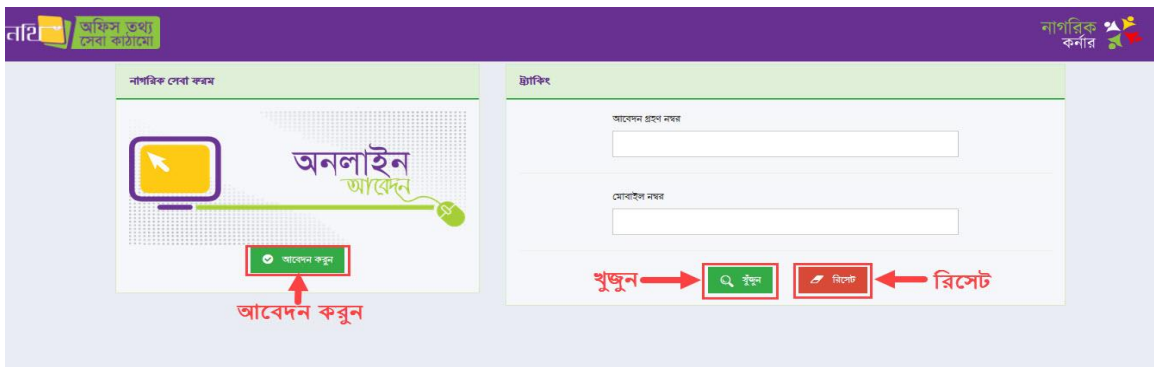 নথি
অফিস তথ্য
সেবা কাঠামো
নাগরিক
কর্নার
নাগরিক সেবা ফরম
অনলাইন
আবেদন
আবেদন করুন
আবেদন করুন
ট্র্যাকিং
আবেদন গ্রহণ নম্বর
মোবাইল নম্বর
খুজুন
খুঁজুন
রিসেট
রিসেট